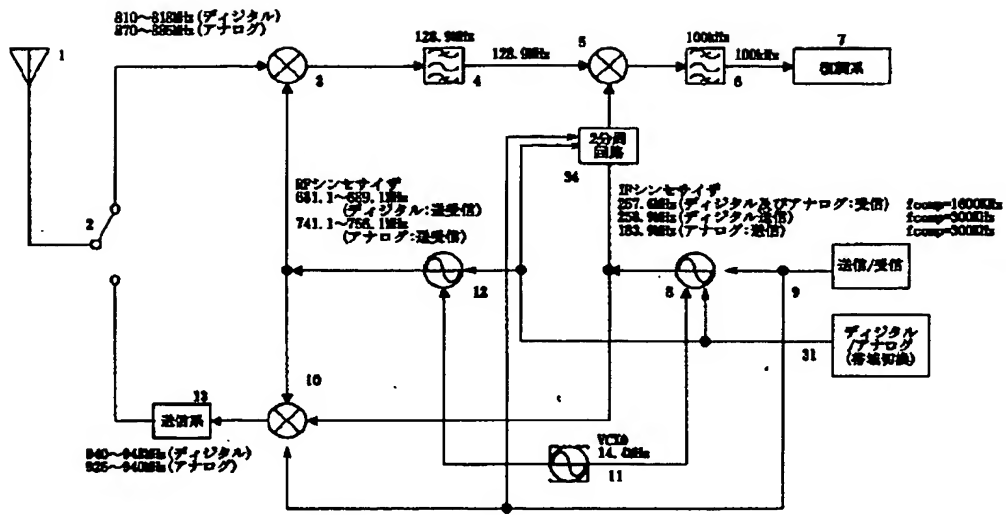 810～818MHz(ディジタル)
870～885MHz(アナログ)
1
2
3
128.9MHz
4
128.9MHz
5
100kHz
6
100kHz
7
復調系
2分周
回路
34
RFシンセサイザ
681.1～689.1MHz
(ディジタル:送受信)
741.1～756.1MHz
(アナログ:送受信)
12
IFシンセサイザ
257.6MHz(ディジタル及びアナログ:受信) fcomp=1600KHz
258.9MHz(ディジタル送信) fcomp=300KHz
183.9MHz(アナログ:送信) fcomp=300KHz
8
9
送信/受信
31
ディジタル
/アナログ
(帯域切換)
10
13
送信系
940～948MHz(ディジタル)
925～940MHz(アナログ)
VCXO
14.4MHz
11